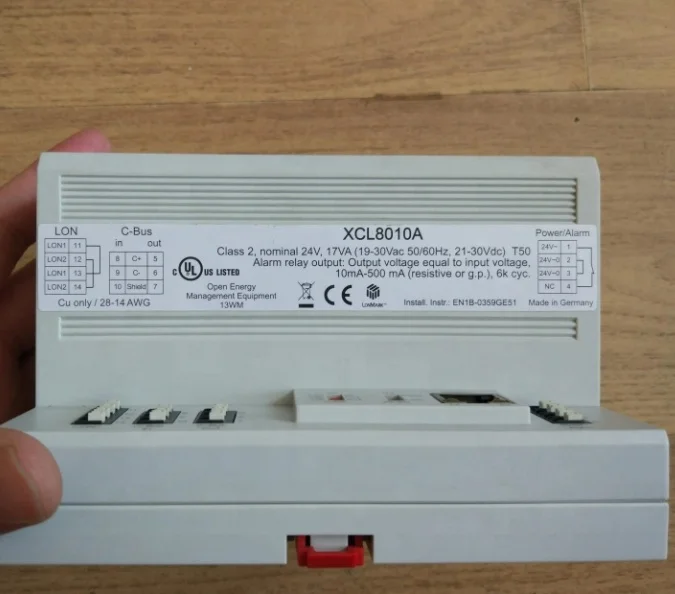 LON
LON1 11
LON2 12
LON1 13
LON2 14
Cu only / 28-14 AWG
C-Bus
in out
8 C+ 5
9 C- 6
10 Shield 7
XCL8010A
Class 2, nominal 24V, 17VA (19-30Vac 50/60Hz, 21-30Vdc) T50
Alarm relay output: Output voltage equal to input voltage,
10mA-500 mA (resistive or g.p.), 6k cyc.
C UL US LISTED
Open Energy
Management Equipment
13WM
CE
LONMARK
Install. Instr.: EN1B-0359GE51
Power/Alarm
24V~ 1
24V~0 2
24V~0 3
NC 4
Made in Germany